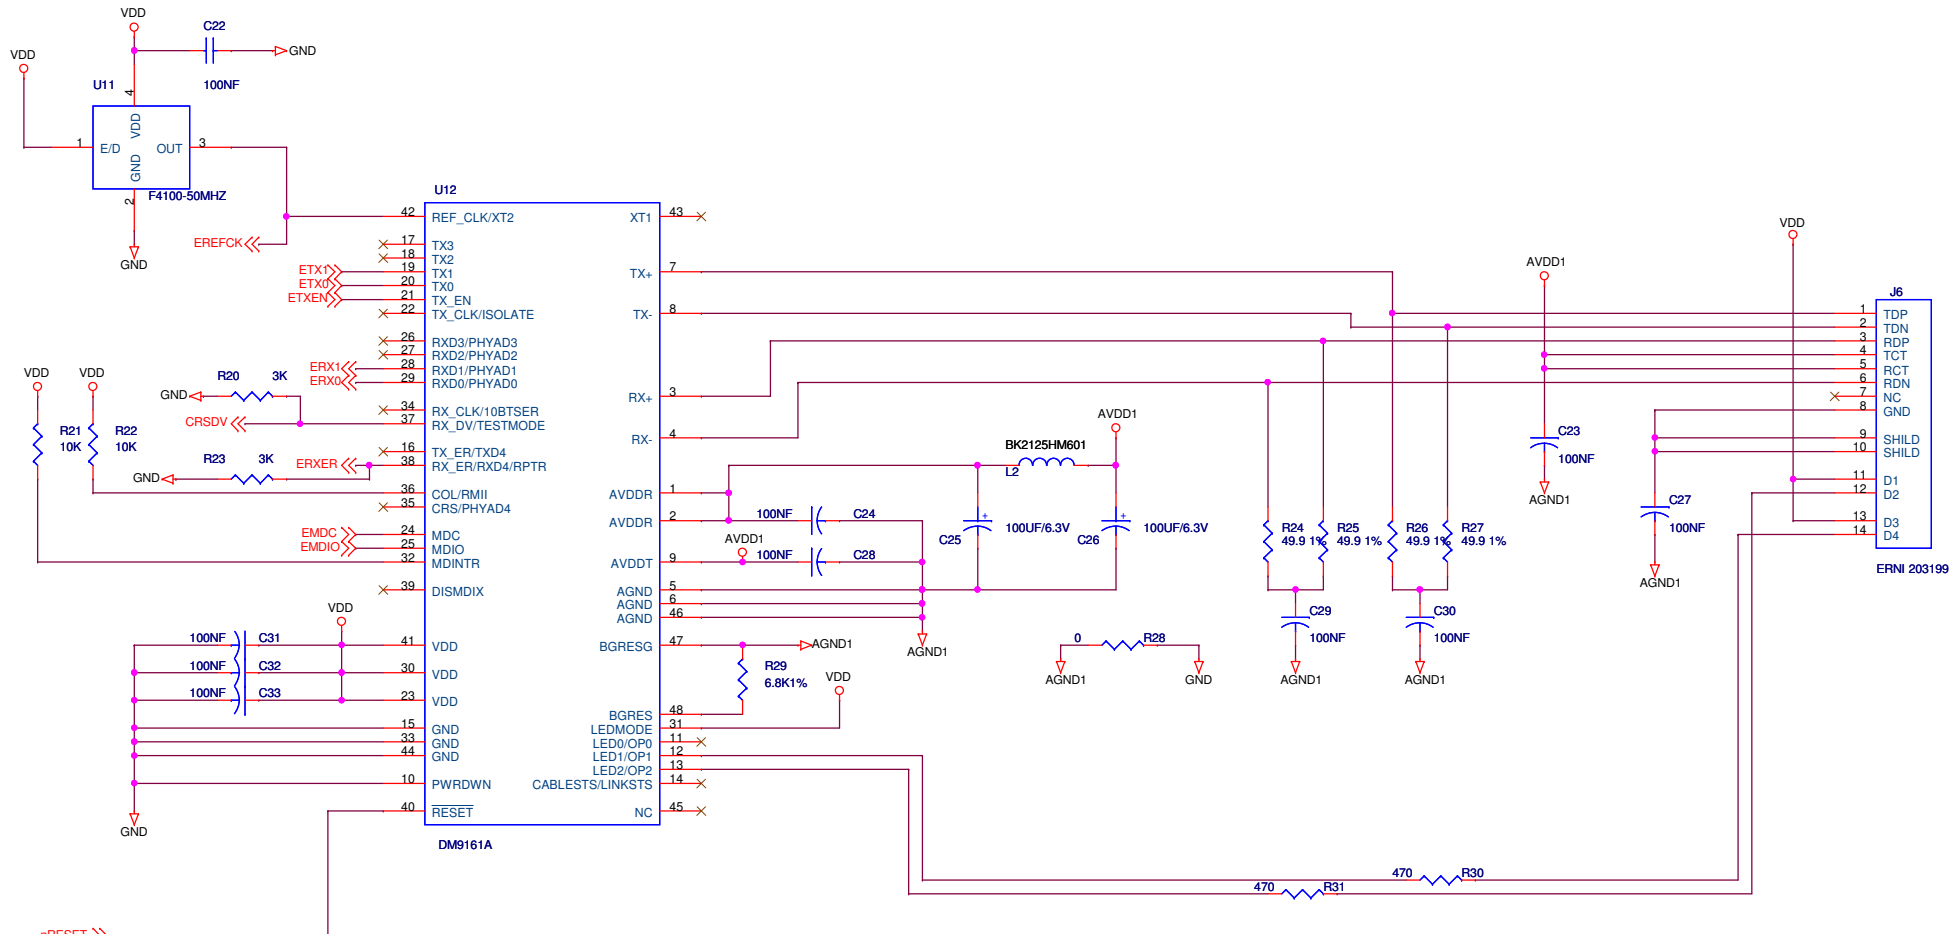 VDD
C22
GND
100NF
VDD
U11
4
VDD
1
E/D
OUT
3
GND
F4100-50MHZ
2
GND
EREFCK
U12
42
REF_CLK/XT2
17
TX3
18
TX2
ETX1
19
TX1
ETX0
20
TX0
ETXEN
21
TX_EN
22
TX_CLK/ISOLATE
26
RXD3/PHYAD3
27
RXD2/PHYAD2
ERX1
28
RXD1/PHYAD1
ERX0
29
RXD0/PHYAD0
34
RX_CLK/10BTSER
CRSDV
37
RX_DV/TESTMODE
16
TX_ER/TXD4
ERXER
38
RX_ER/RXD4/RPTR
36
COL/RMII
35
CRS/PHYAD4
EMDC
24
MDC
EMDIO
25
MDIO
32
MDINTR
39
DISMDIX
41
VDD
30
VDD
23
VDD
15
GND
33
GND
44
GND
10
PWRDWN
40
RESET
DM9161A
VDD
VDD
R20
3K
GND
R21
10K
R22
10K
R23
3K
GND
VDD
100NF
C31
100NF
C32
100NF
C33
GND
XT1
43
TX+
7
TX-
8
RX+
3
RX-
4
AVDDR
1
AVDDR
2
AVDDT
9
AGND
5
AGND
6
AGND
46
BGRESG
47
BGRES
48
LEDMODE
31
LED0/OP0
11
LED1/OP1
12
LED2/OP2
13
CABLESTS/LINKSTS
14
NC
45
100NF
C24
AVDD1
100NF
C28
AGND1
AGND1
R29
6.8K1%
VDD
BK2125HM601
L2
AVDD1
C25
100UF/6.3V
C26
100UF/6.3V
0
R28
AGND1
GND
R24
49.9 1%
R25
49.9 1%
R26
49.9 1%
R27
49.9 1%
C29
100NF
AGND1
C30
100NF
AGND1
AVDD1
C23
100NF
AGND1
C27
100NF
AGND1
VDD
J6
1
TDP
2
TDN
3
RDP
4
TCT
5
RCT
6
RDN
7
NC
8
GND
9
SHILD
10
SHILD
11
D1
12
D2
13
D3
14
D4
ERNI 203199
470
R30
470
R31
nRESET